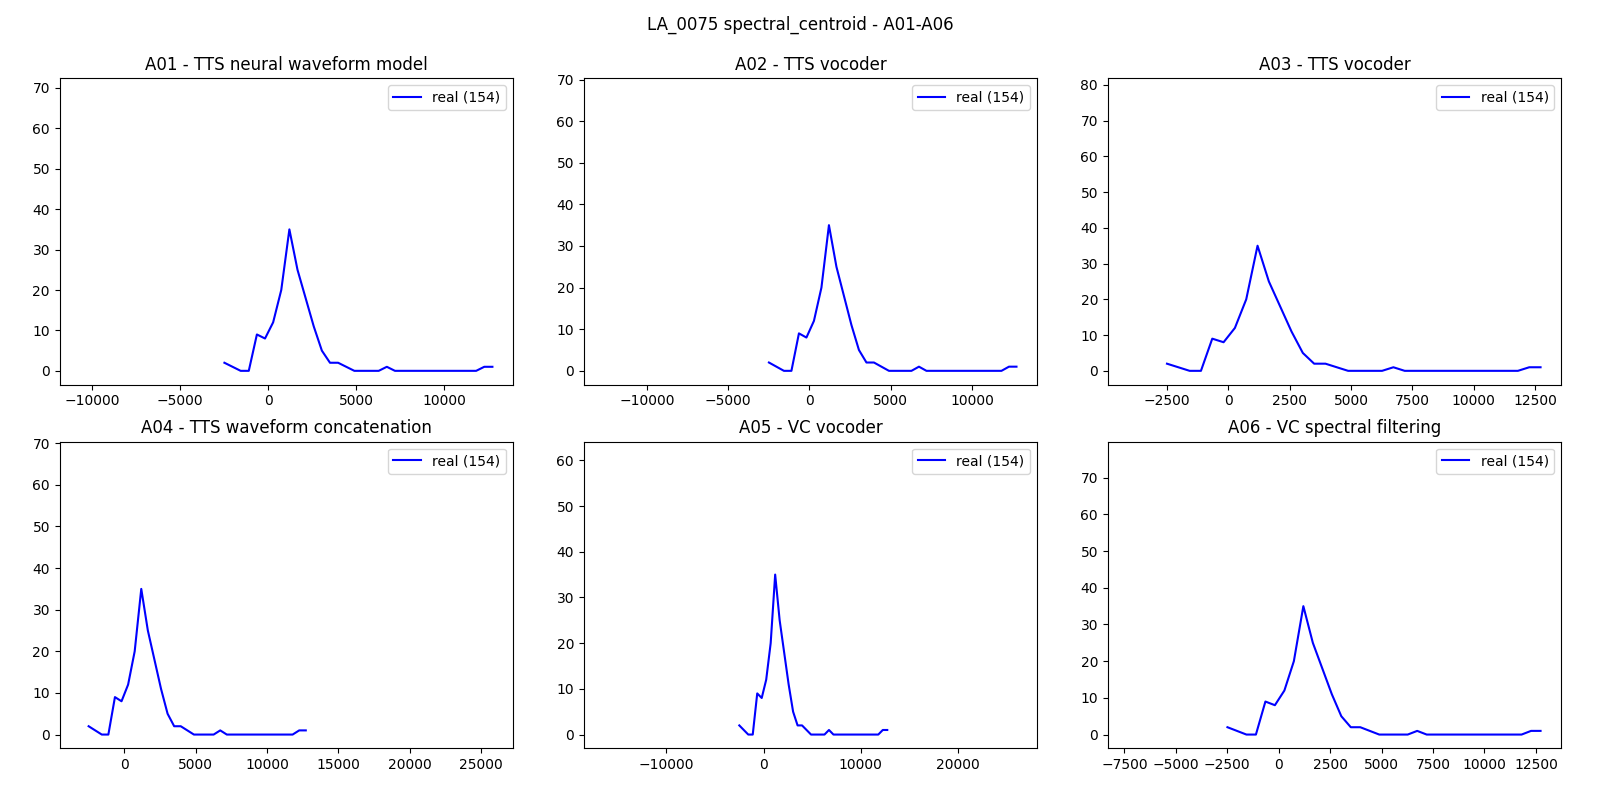 LA_0075 spectral_centroid - A01-A06
A01 - TTS neural waveform model
real (154)
70
60
50
40
30
20
10
0
−10000 −5000 0 5000 10000
A02 - TTS vocoder
real (154)
70
60
50
40
30
20
10
0
−10000 −5000 0 5000 10000
A03 - TTS vocoder
real (154)
80
70
60
50
40
30
20
10
0
−2500 0 2500 5000 7500 10000 12500
A04 - TTS waveform concatenation
real (154)
70
60
50
40
30
20
10
0
0 5000 10000 15000 20000 25000
A05 - VC vocoder
real (154)
60
50
40
30
20
10
0
−10000 0 10000 20000
A06 - VC spectral filtering
real (154)
70
60
50
40
30
20
10
0
−7500 −5000 −2500 0 2500 5000 7500 10000 12500